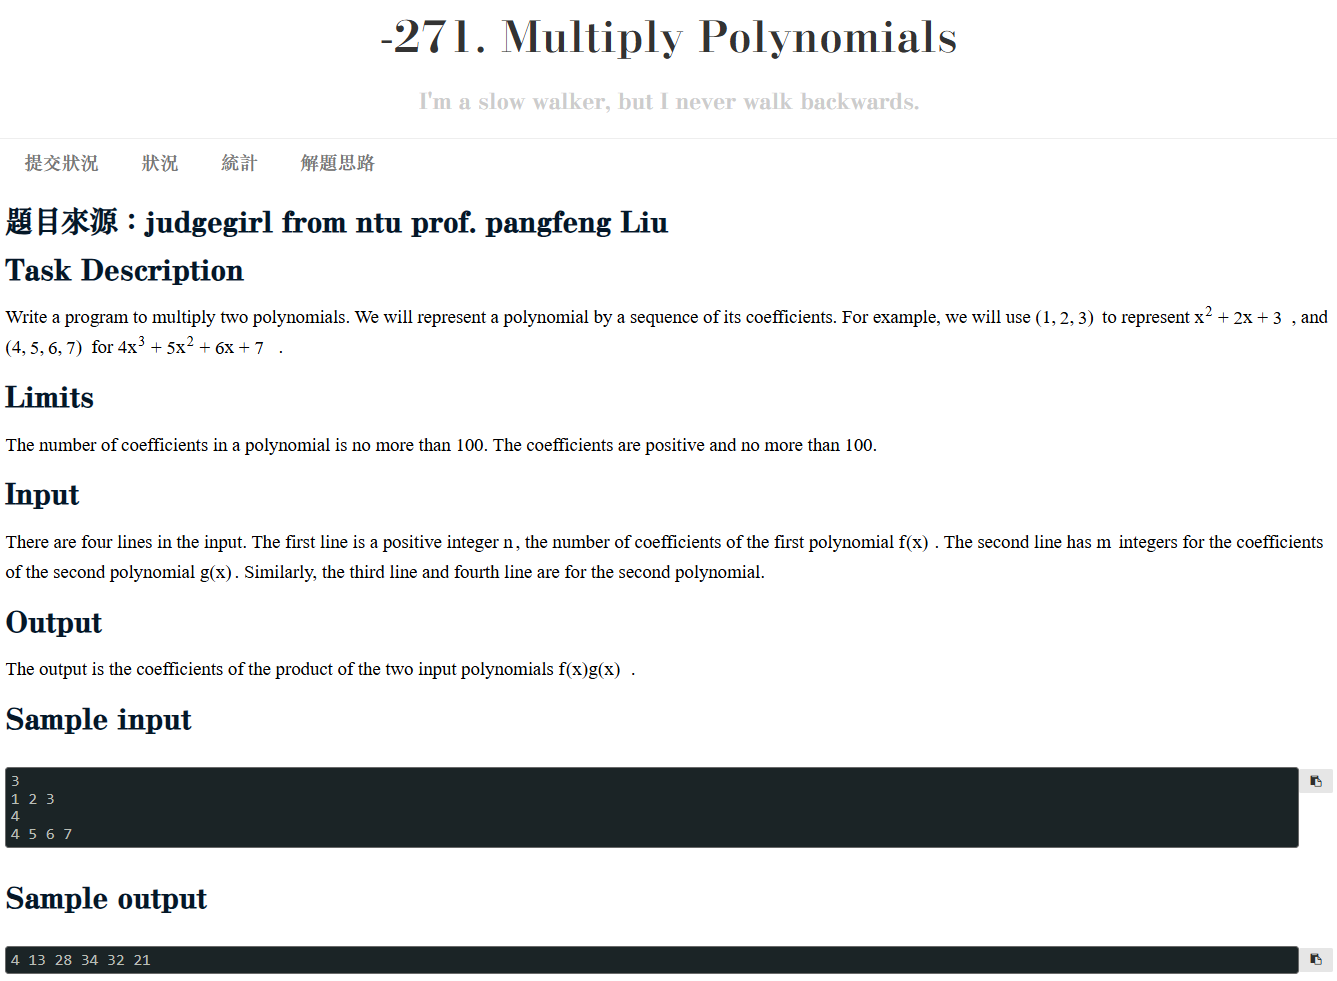 -271. Multiply Polynomials
I'm a slow walker, but I never walk backwards.
提交狀況 狀況 統計 解題思路
題目來源：judgegirl from ntu prof. pangfeng Liu
Task Description
Write a program to multiply two polynomials. We will represent a polynomial by a sequence of its coefficients. For example, we will use (1, 2, 3) to represent x² + 2x + 3 , and
(4, 5, 6, 7) for 4x³ + 5x² + 6x + 7 .
Limits
The number of coefficients in a polynomial is no more than 100. The coefficients are positive and no more than 100.
Input
There are four lines in the input. The first line is a positive integer n, the number of coefficients of the first polynomial f(x) . The second line has m integers for the coefficients
of the second polynomial g(x). Similarly, the third line and fourth line are for the second polynomial.
Output
The output is the coefficients of the product of the two input polynomials f(x)g(x) .
Sample input
3
1 2 3
4
4 5 6 7
Sample output
4 13 28 34 32 21